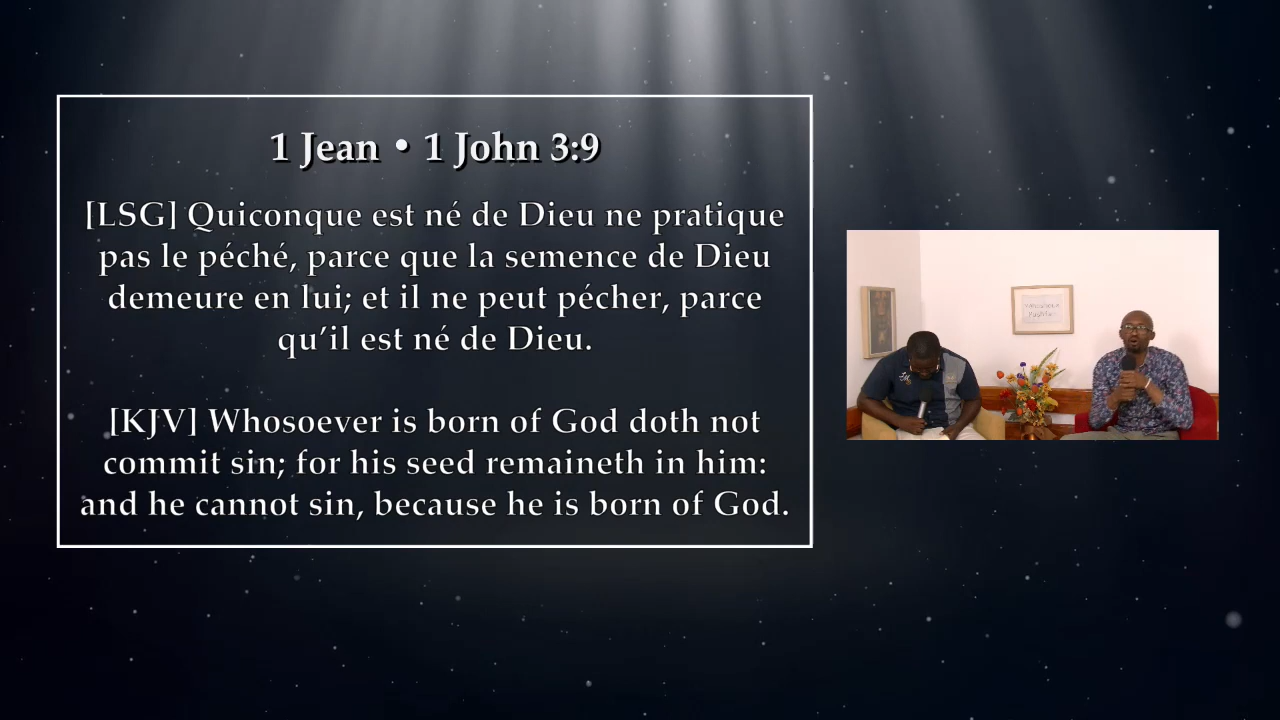 1 Jean • 1 John 3:9
[LSG] Quiconque est né de Dieu ne pratique
pas le péché, parce que la semence de Dieu
demeure en lui; et il ne peut pécher, parce
qu’il est né de Dieu.
[KJV] Whosoever is born of God doth not
commit sin; for his seed remaineth in him:
and he cannot sin, because he is born of God.